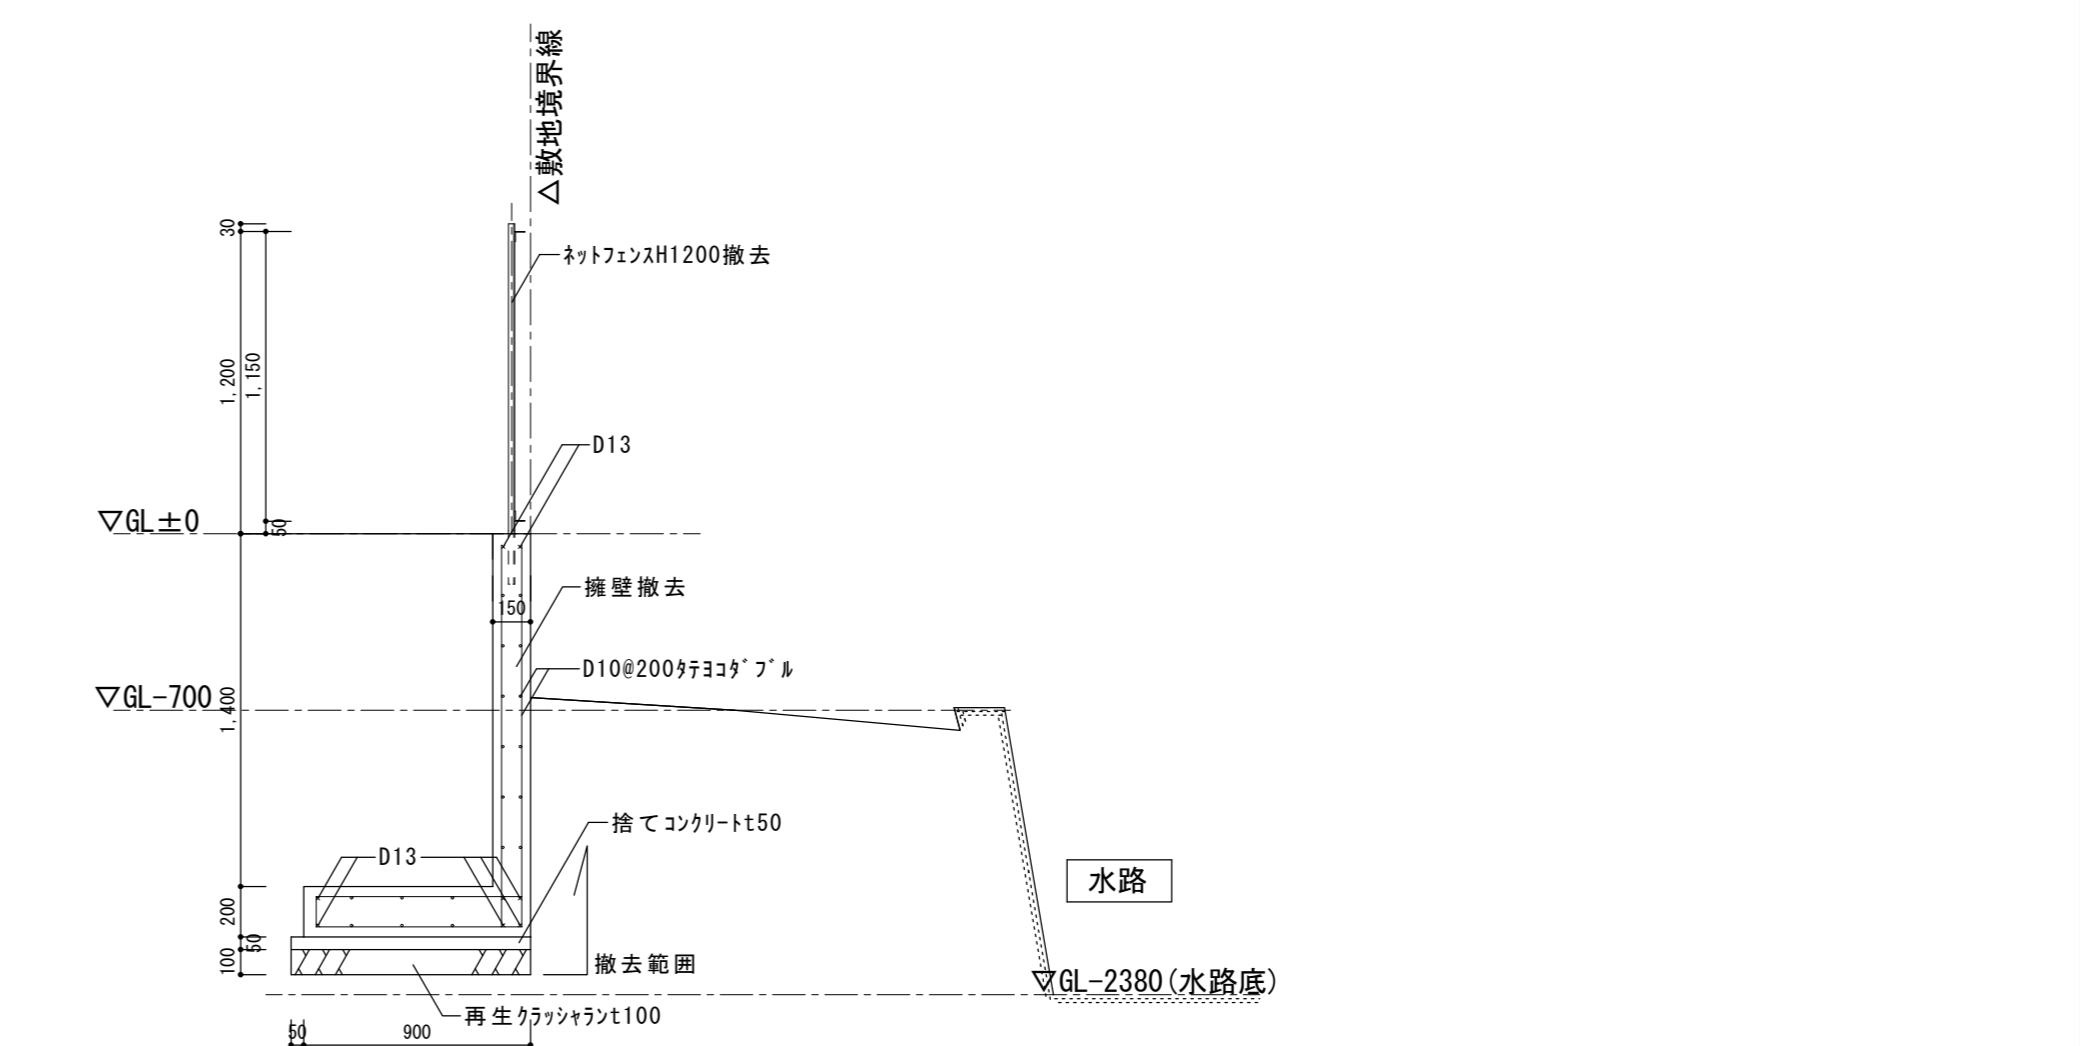 △敷地境界線
30
ﾈｯﾄﾌｪﾝｽH1200撤去
1,200
1,150
D13
▽GL±0
50
擁壁撤去
150
D10@200ﾀﾃﾖｺﾀﾞﾌﾞﾙ
▽GL-700
1,400
捨てｺﾝｸﾘｰﾄt50
D13
水路
200
50
100
撤去範囲
▽GL-2380(水路底)
再生ｸﾗｯｼｬﾗﾝt100
50
900